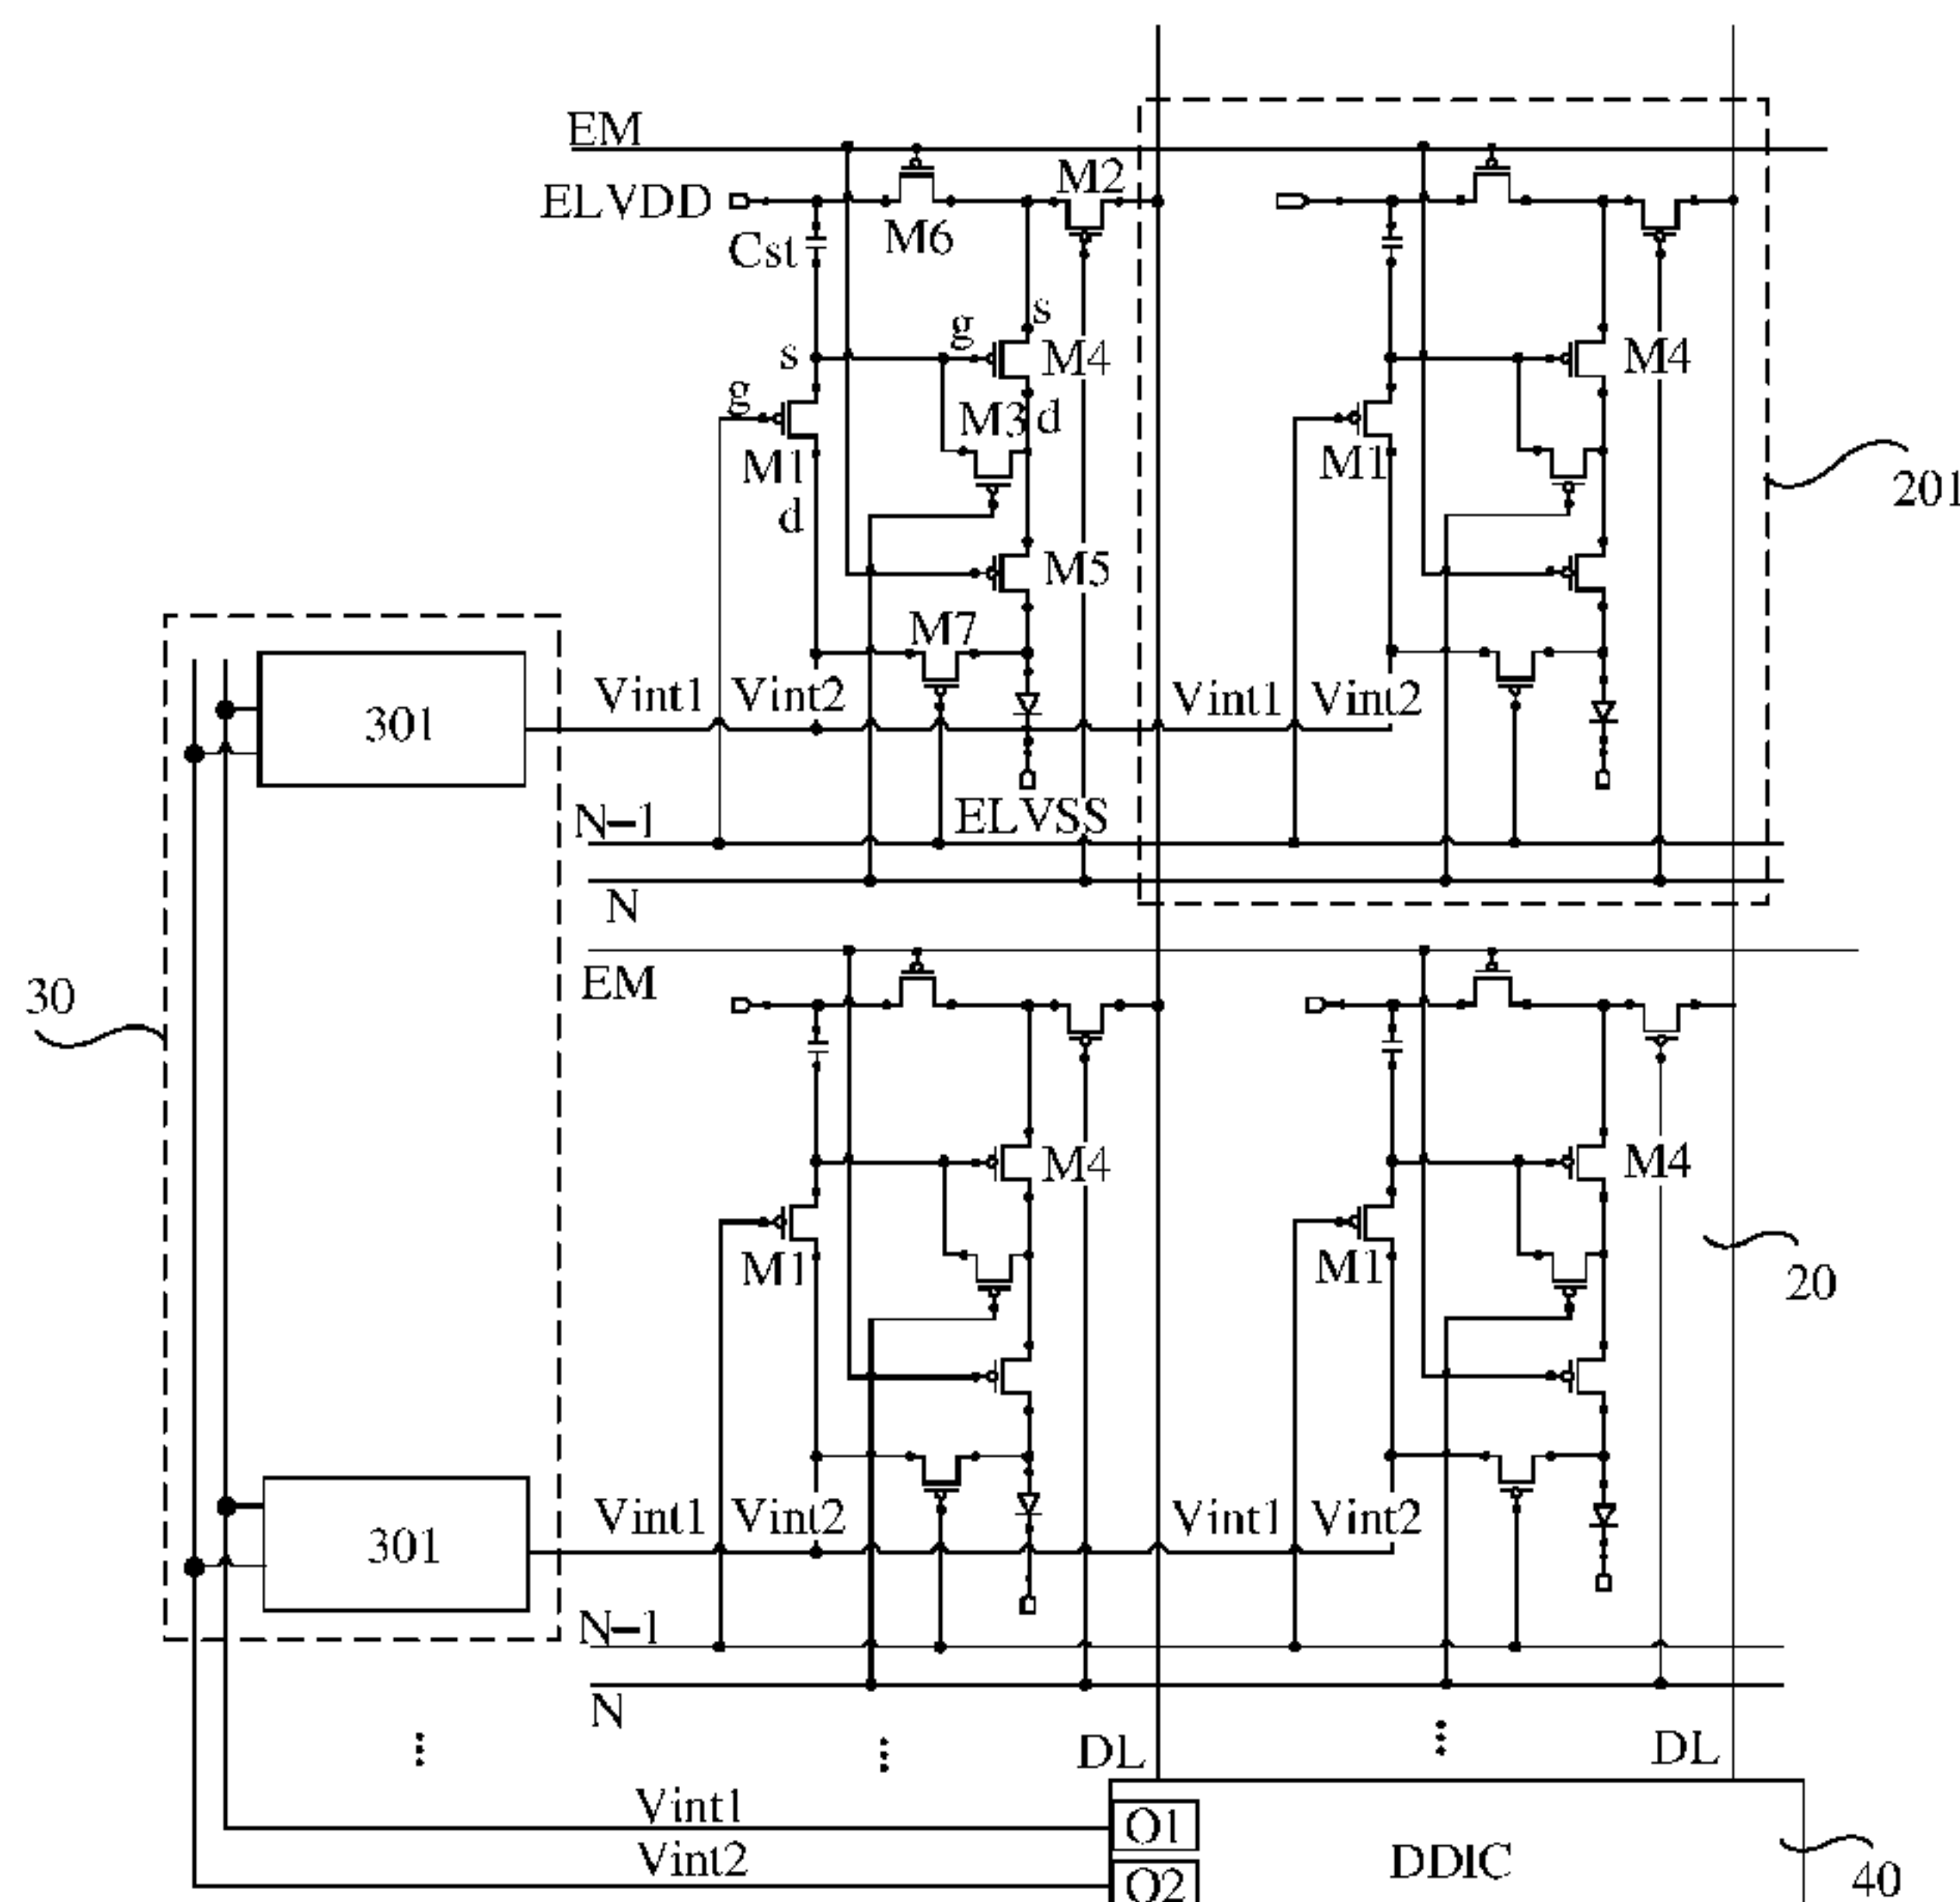 EM
ELVDD
M2
M6
Cst
s
g
s
M4
M4
g
M3
d
M1
M1
d
201
M5
M7
Vint1
Vint2
Vint1
Vint2
301
N-1
ELVSS
N
EM
30
M4
M4
M1
M1
20
Vint1
Vint2
Vint1
Vint2
301
N-1
N
DL
DL
Vint1
O1
Vint2
DDIC
O2
40